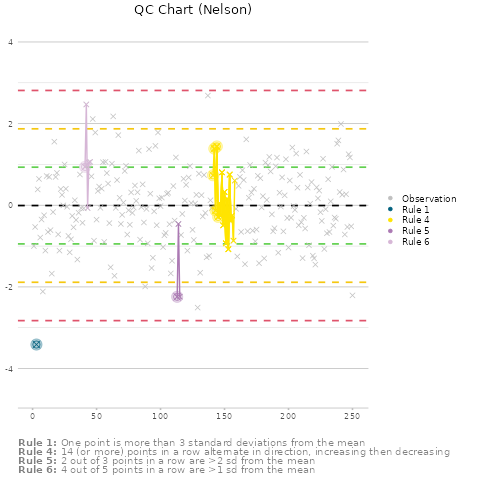 QC Chart (Nelson)
4
2
0
-2
-4
0
50
100
150
200
250
Observation
Rule 1
Rule 4
Rule 5
Rule 6
Rule 1: One point is more than 3 standard deviations from the mean
Rule 4: 14 (or more) points in a row alternate in direction, increasing then decreasing
Rule 5: 2 out of 3 points in a row are >2 sd from the mean
Rule 6: 4 out of 5 points in a row are >1 sd from the mean